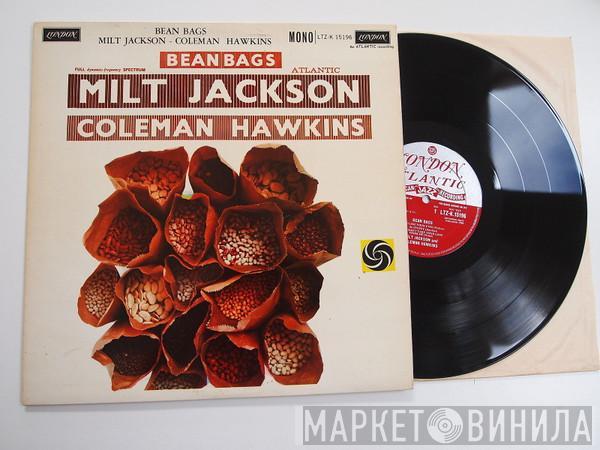 LONDON
BEAN BAGS
MILT JACKSON - COLEMAN HAWKINS
MONO LTZ-K 15196
An ATLANTIC recording
LONDON
BEAN BAGS
FULL dynamic-frequency SPECTRUM
ATLANTIC
MILT JACKSON
COLEMAN HAWKINS
LONDON
ATLANTIC
JAZZ
RECORDING
LTZ-K.15196
BEAN BAGS
MILT JACKSON and
COLEMAN HAWKINS
МАРКЕТ ВИНИЛА